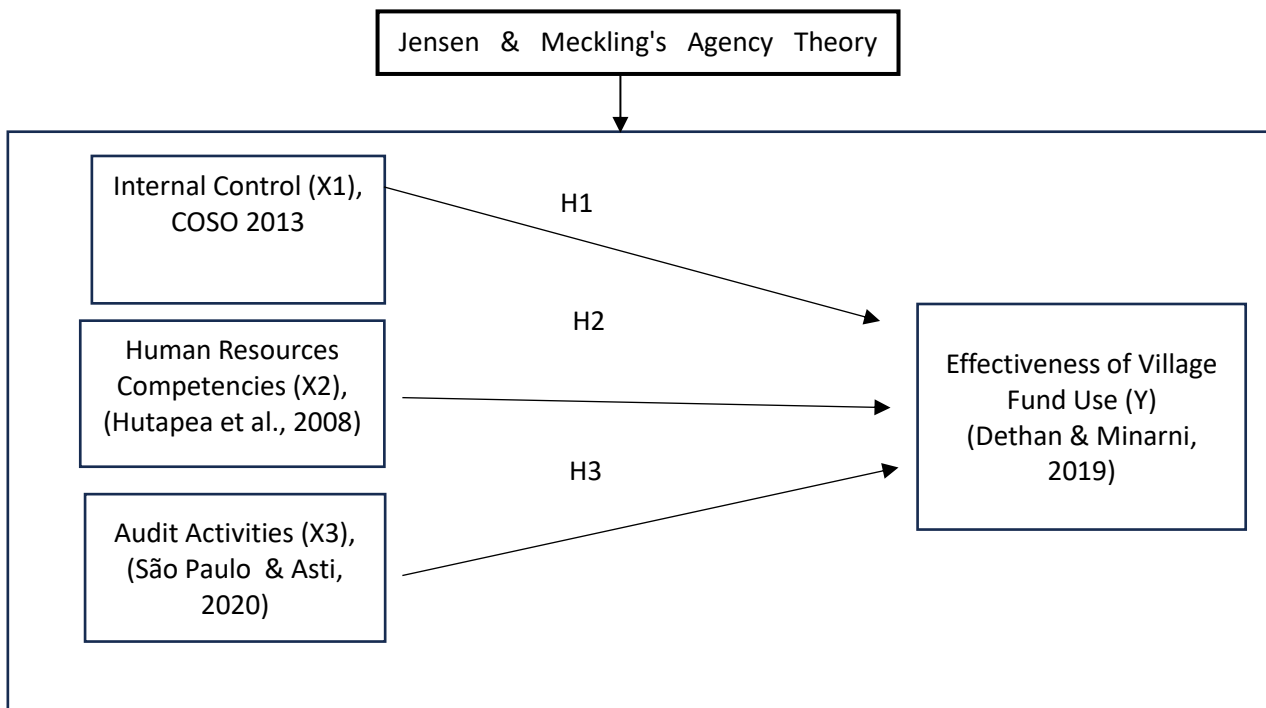 Jensen & Meckling's Agency Theory
Internal Control (X1),
COSO 2013
H1
H2
Human Resources
Competencies (X2),
(Hutapea et al., 2008)
H3
Audit Activities (X3),
(São Paulo & Asti,
2020)
Effectiveness of Village
Fund Use (Y)
(Dethan & Minarni,
2019)